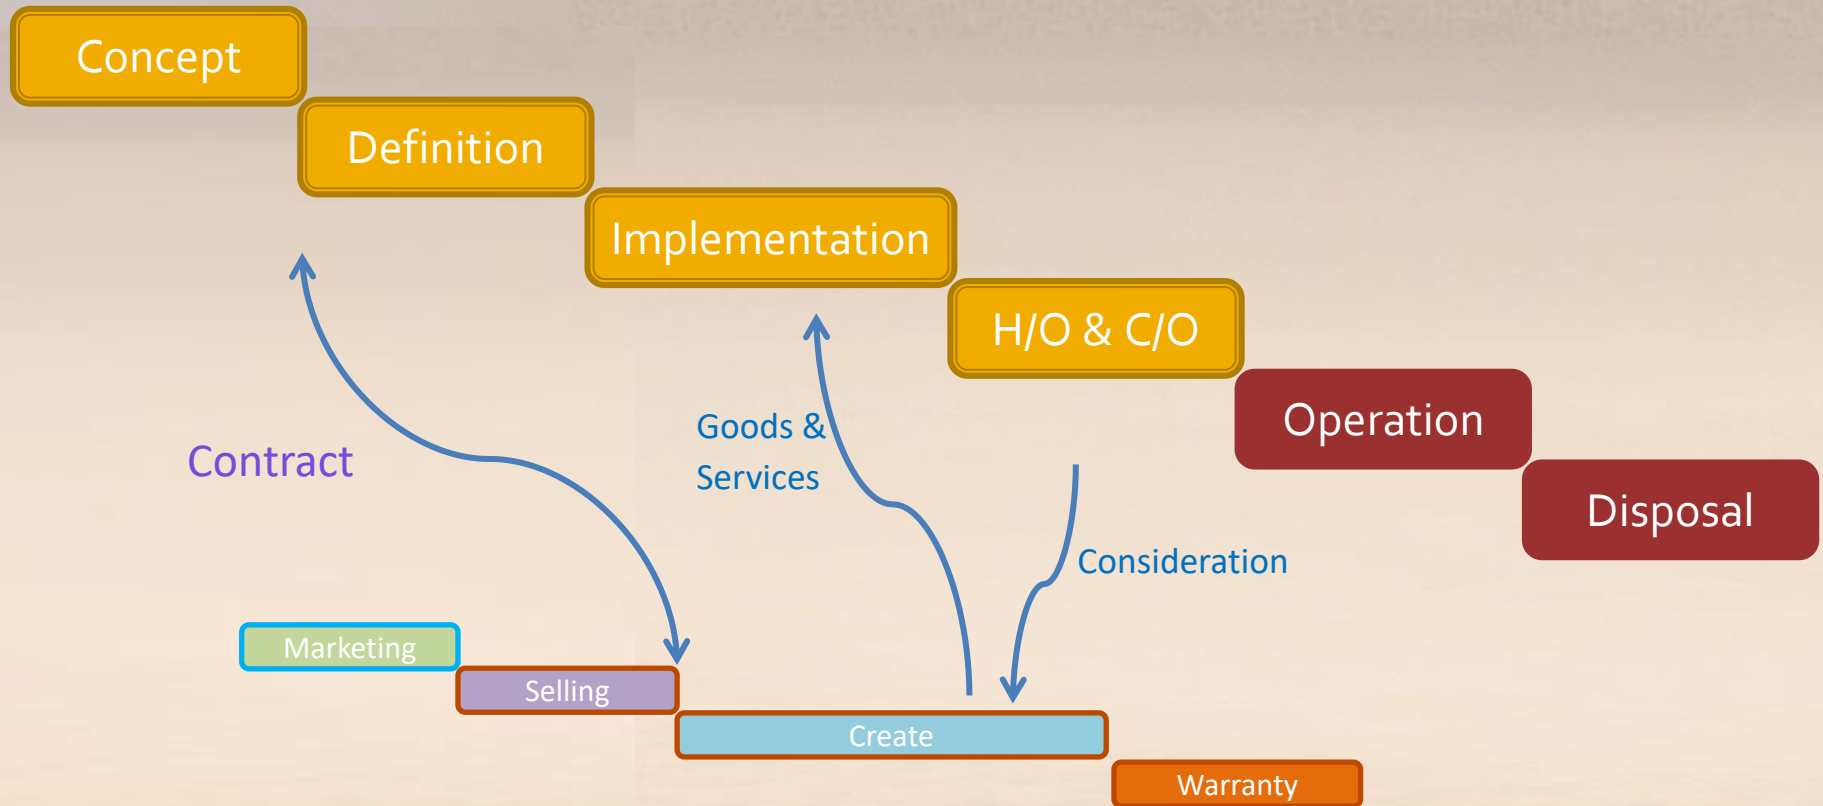 Concept
Definition
Implementation
H/O & C/O
Operation
Disposal
Contract
Goods &
Services
Consideration
Marketing
Selling
Create
Warranty